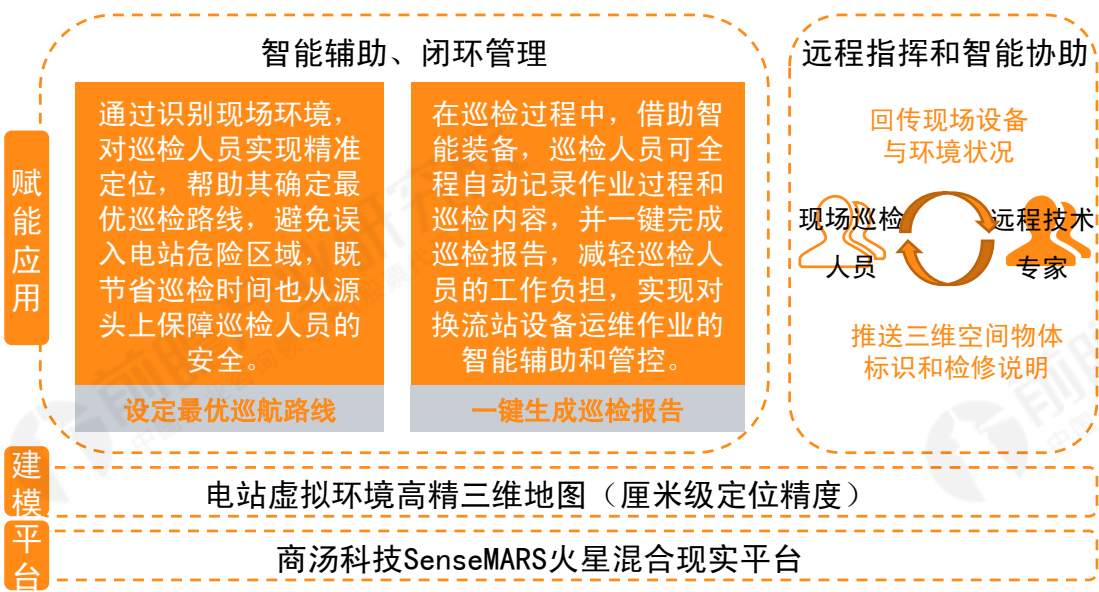 智能辅助、闭环管理
通过识别现场环境，
对巡检人员实现精准
定位，帮助其确定最
优巡检路线，避免误
入电站危险区域，既
节省巡检时间也从源
头上保障巡检人员的
安全。
设定最优巡航路线
在巡检过程中，借助智
能装备，巡检人员可全
程自动记录作业过程和
巡检内容，并一键完成
巡检报告，减轻巡检人
员的工作负担，实现对
换流站设备运维作业的
智能辅助和管控。
一键生成巡检报告
远程指挥和智能协助
回传现场设备
与环境状况
现场巡检
人员
远程技术
专家
推送三维空间物体
标识和检修说明
赋能应用
建模
电站虚拟环境高精三维地图（厘米级定位精度）
平台
商汤科技SenseMARS火星混合现实平台